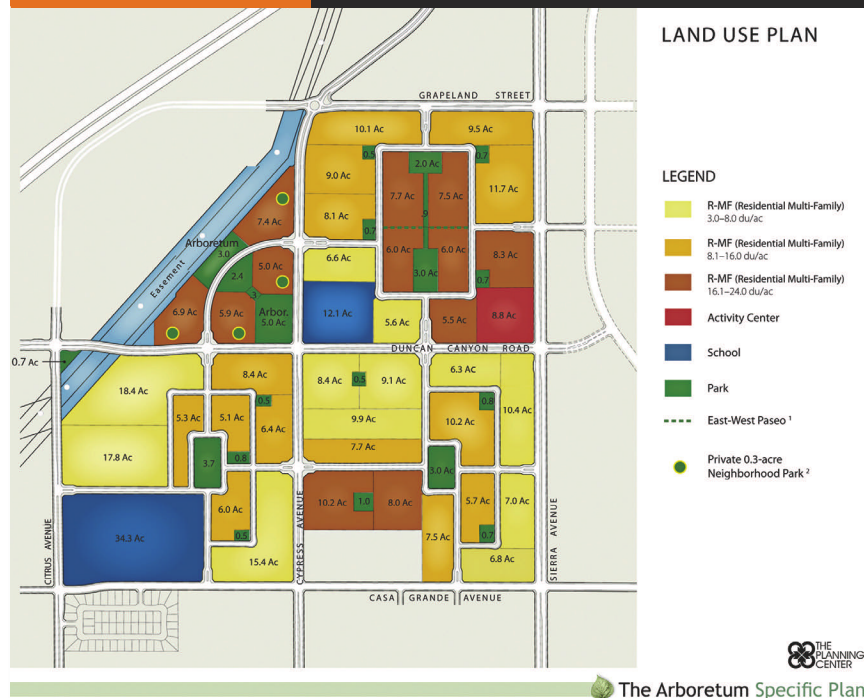 LAND USE PLAN
GRAPELAND STREET
10.1 Ac
9.5 Ac
0.5
2.0 Ac
0.7
9.0 Ac
7.7 Ac
7.5 Ac
11.7 Ac
7.4 Ac
8.1 Ac
.9
0.7
Arboretum
3.0
6.0 Ac
6.0 Ac
8.3 Ac
6.6 Ac
5.0 Ac
2.4
3.0 Ac
0.7
Easement
.3
6.9 Ac
5.9 Ac
Arbor.
5.0 Ac
12.1 Ac
5.6 Ac
5.5 Ac
8.8 Ac
DUNCAN CANYON ROAD
0.7 Ac
18.4 Ac
8.4 Ac
8.4 Ac
0.5
9.1 Ac
6.3 Ac
0.5
0.8
10.4 Ac
5.3 Ac
5.1 Ac
6.4 Ac
9.9 Ac
10.2 Ac
17.8 Ac
3.7
0.8
7.7 Ac
3.0 Ac
10.2 Ac
1.0
8.0 Ac
6.0 Ac
5.7 Ac
7.0 Ac
34.3 Ac
0.5
7.5 Ac
0.7
15.4 Ac
6.8 Ac
CITRUS AVENUE
CYPRESS AVENUE
SIERRA AVENUE
CASA GRANDE AVENUE
LEGEND
R-MF (Residential Multi-Family)
3.0–8.0 du/ac
R-MF (Residential Multi-Family)
8.1–16.0 du/ac
R-MF (Residential Multi-Family)
16.1–24.0 du/ac
Activity Center
School
Park
East-West Paseo ¹
Private 0.3-acre
Neighborhood Park ²
THE
PLANNING
CENTER
The Arboretum Specific Plan